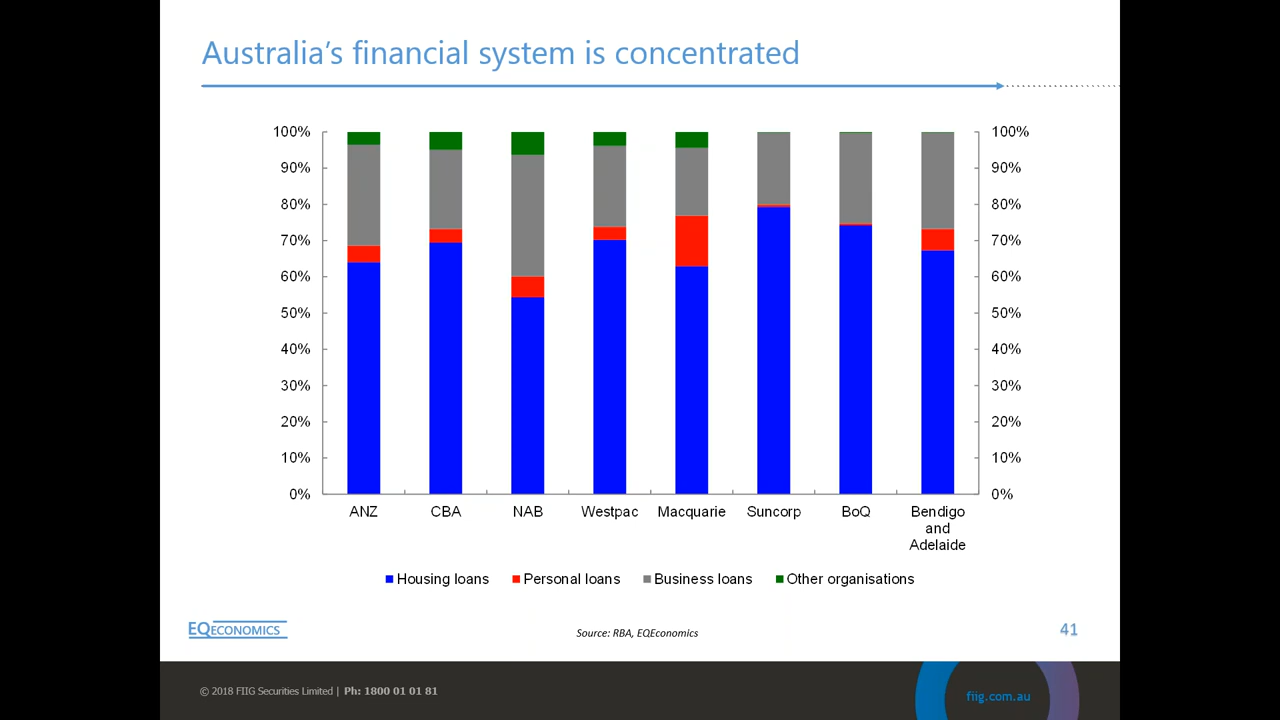 Australia’s financial system is concentrated
100% 100%
90% 90%
80% 80%
70% 70%
60% 60%
50% 50%
40% 40%
30% 30%
20% 20%
10% 10%
0% 0%
ANZ CBA NAB Westpac Macquarie Suncorp BoQ Bendigo
and
Adelaide
Housing loans Personal loans Business loans Other organisations
EQECONOMICS
Source: RBA, EQEconomics
41
© 2018 FIIG Securities Limited | Ph: 1800 01 01 81
fiig.com.au